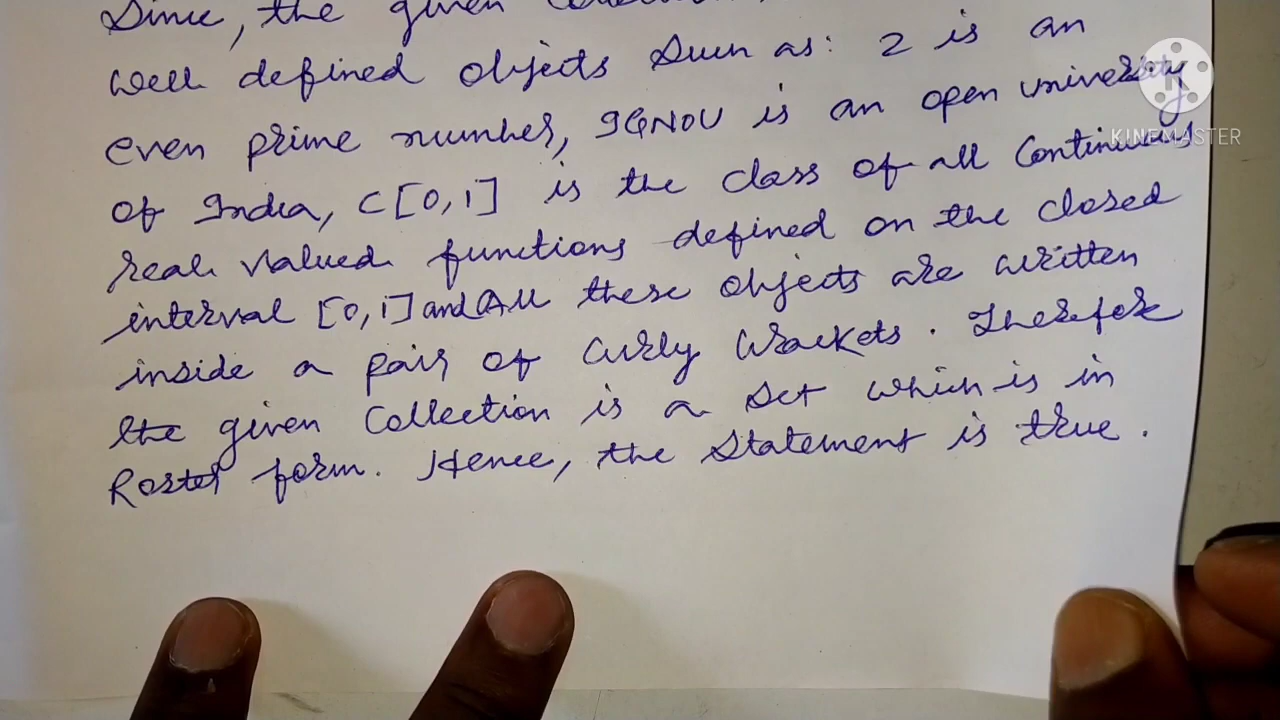 Since, the given
well defined objects such as: 2 is an
even prime number, IGNOU is an open university
of India, C[0,1] is the class of all Continuous
real valued functions defined on the closed
interval [0,1] and All these objects are written
inside a pair of Curly brackets. Therefore
the given Collection is a set which is in
Roster form. Hence, the Statement is true.
K
KINEMASTER